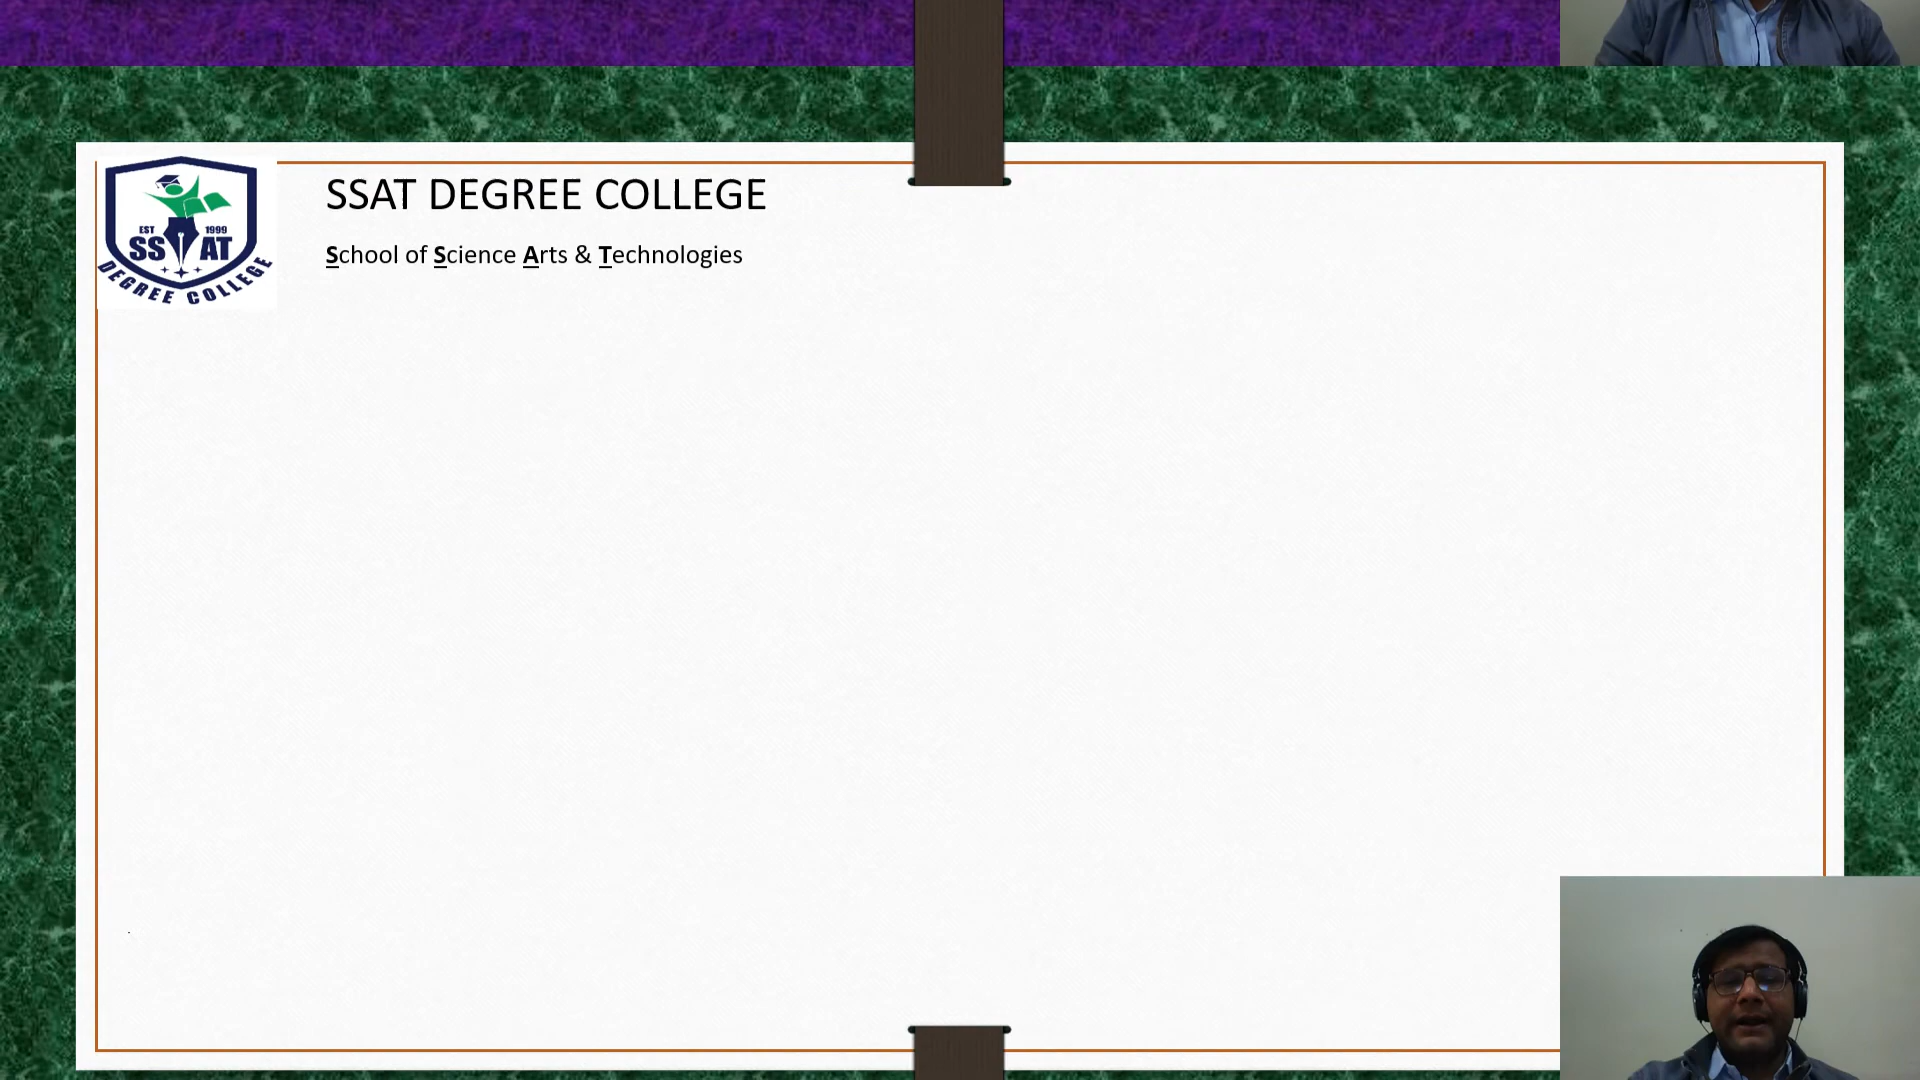 SSAT DEGREE COLLEGE
School of Science Arts & Technologies
EST 1999
SS AT
DEGREE COLLEGE